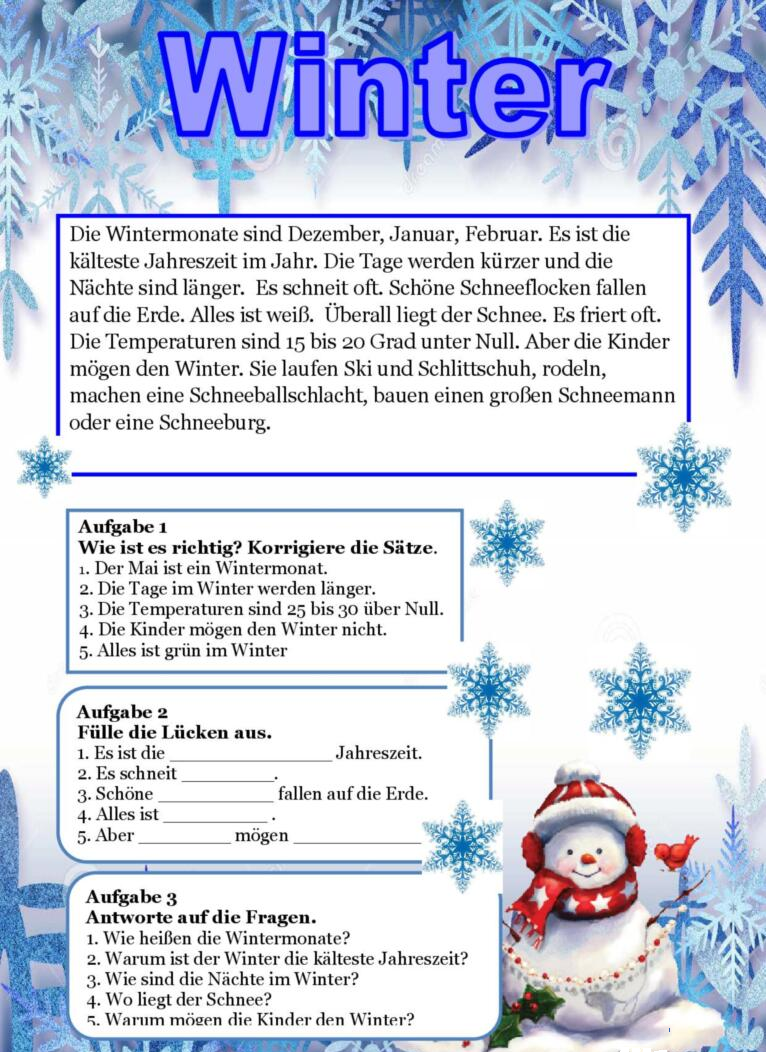 Winter
Die Wintermonate sind Dezember, Januar, Februar. Es ist die
kälteste Jahreszeit im Jahr. Die Tage werden kürzer und die
Nächte sind länger. Es schneit oft. Schöne Schneeflocken fallen
auf die Erde. Alles ist weiß. Überall liegt der Schnee. Es friert oft.
Die Temperaturen sind 15 bis 20 Grad unter Null. Aber die Kinder
mögen den Winter. Sie laufen Ski und Schlittschuh, rodeln,
machen eine Schneeballschlacht, bauen einen großen Schneemann
oder eine Schneeburg.
Aufgabe 1
Wie ist es richtig? Korrigiere die Sätze.
1. Der Mai ist ein Wintermonat.
2. Die Tage im Winter werden länger.
3. Die Temperaturen sind 25 bis 30 über Null.
4. Die Kinder mögen den Winter nicht.
5. Alles ist grün im Winter
Aufgabe 2
Fülle die Lücken aus.
1. Es ist die ________________ Jahreszeit.
2. Es schneit _________.
3. Schöne ___________ fallen auf die Erde.
4. Alles ist __________ .
5. Aber _________ mögen ____________
Aufgabe 3
Antworte auf die Fragen.
1. Wie heißen die Wintermonate?
2. Warum ist der Winter die kälteste Jahreszeit?
3. Wie sind die Nächte im Winter?
4. Wo liegt der Schnee?
5. Warum mögen die Kinder den Winter?